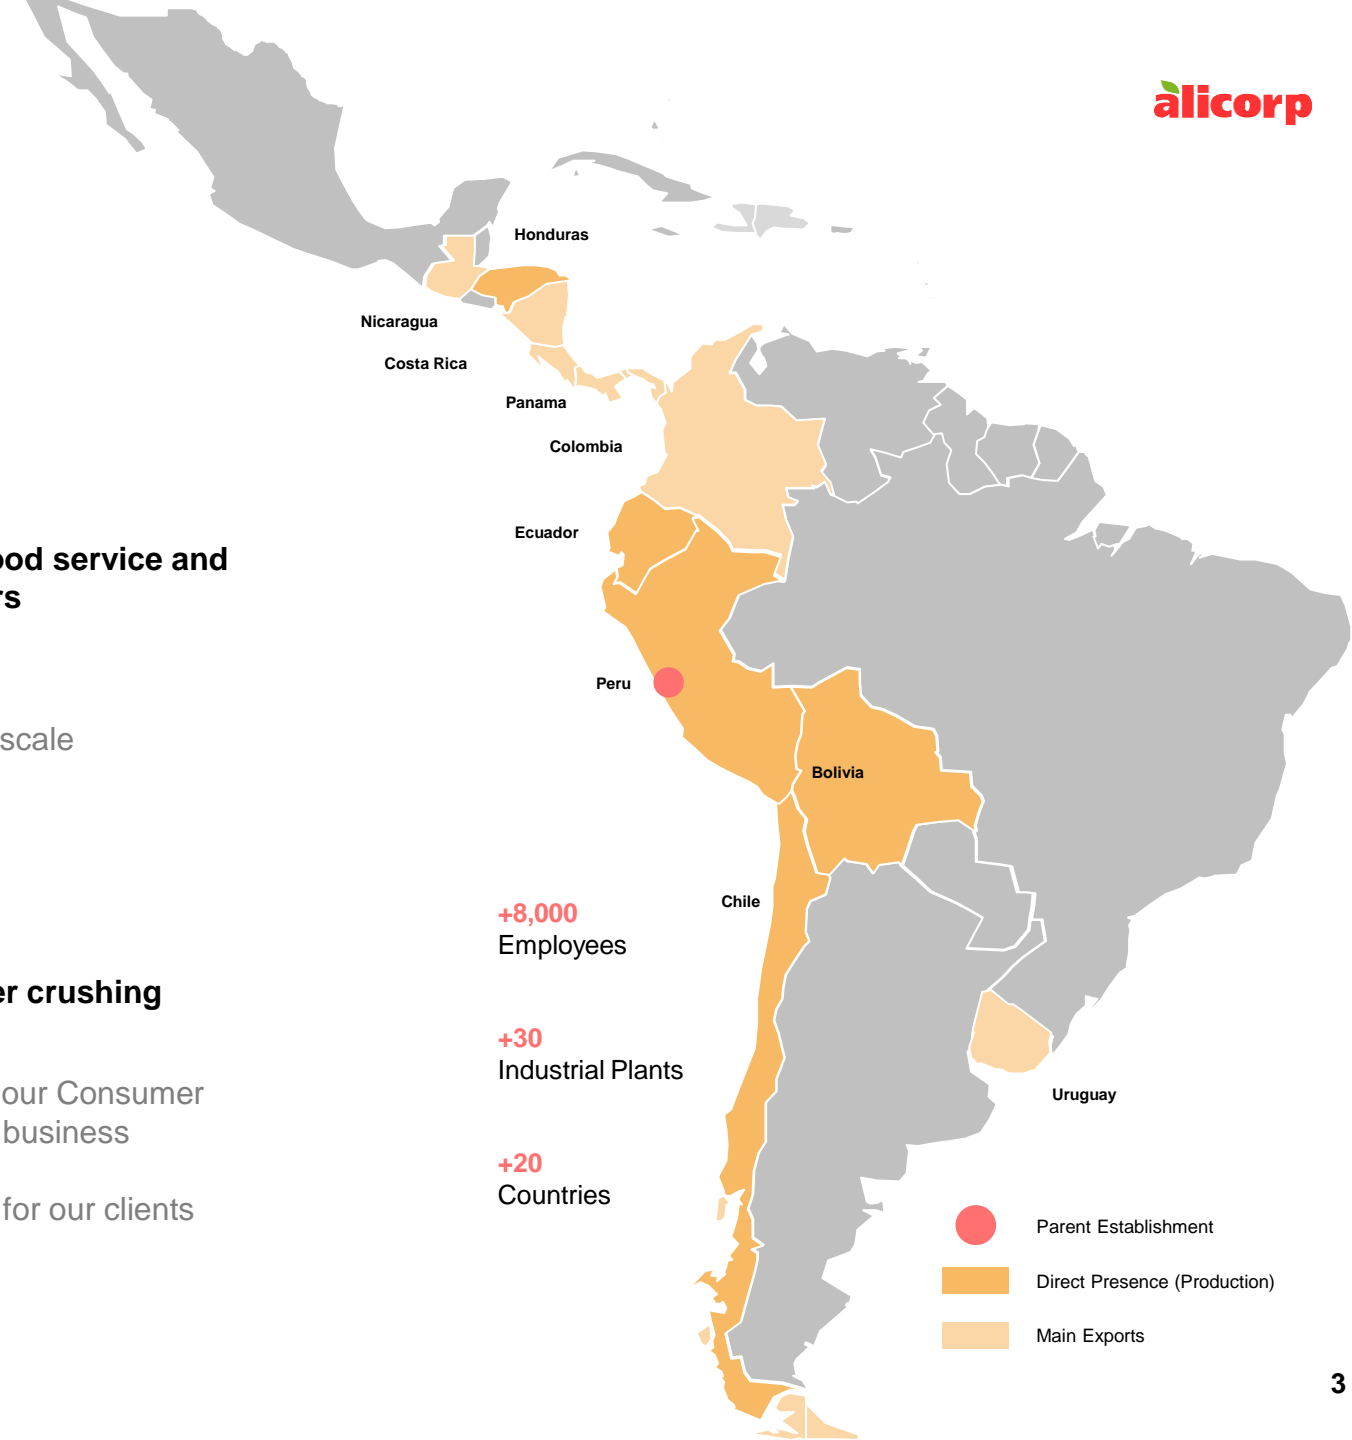 alicorp
Honduras
Nicaragua
Costa Rica
Panama
Colombia
Ecuador
food service and
rs
Peru
scale
Bolivia
Chile
+8,000
Employees
er crushing
+30
Industrial Plants
our Consumer
business
Uruguay
+20
Countries
for our clients
Parent Establishment
Direct Presence (Production)
Main Exports
3